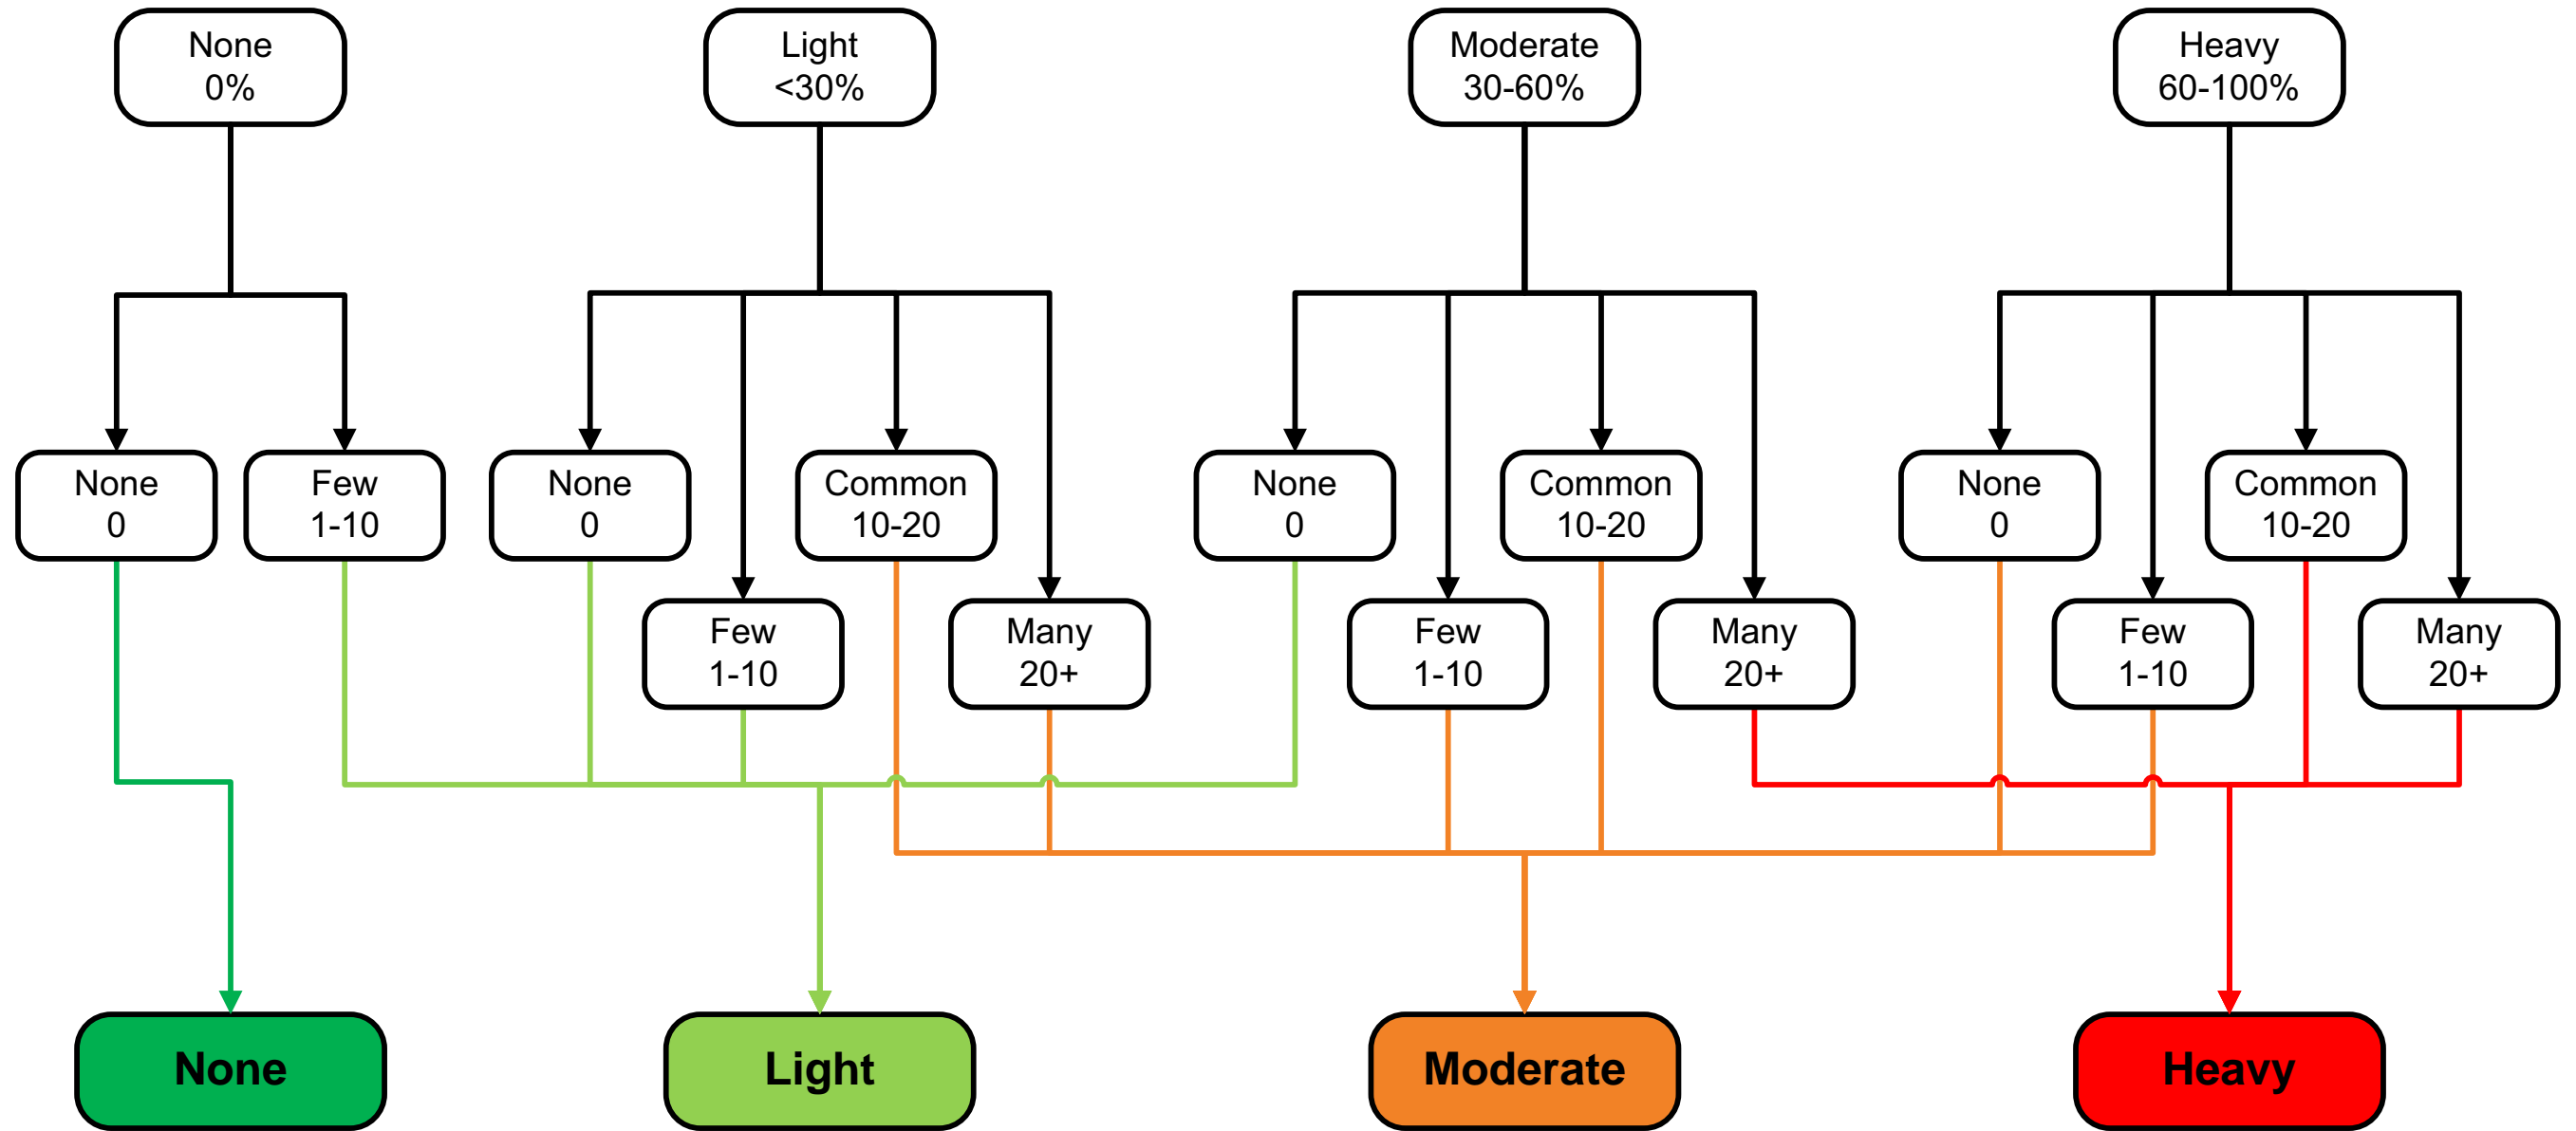 None
0%
Light
<30%
Moderate
30-60%
Heavy
60-100%
None
0
Few
1-10
None
0
Common
10-20
None
0
Common
10-20
None
0
Common
10-20
Few
1-10
Many
20+
Few
1-10
Many
20+
Few
1-10
Many
20+
None
Light
Moderate
Heavy